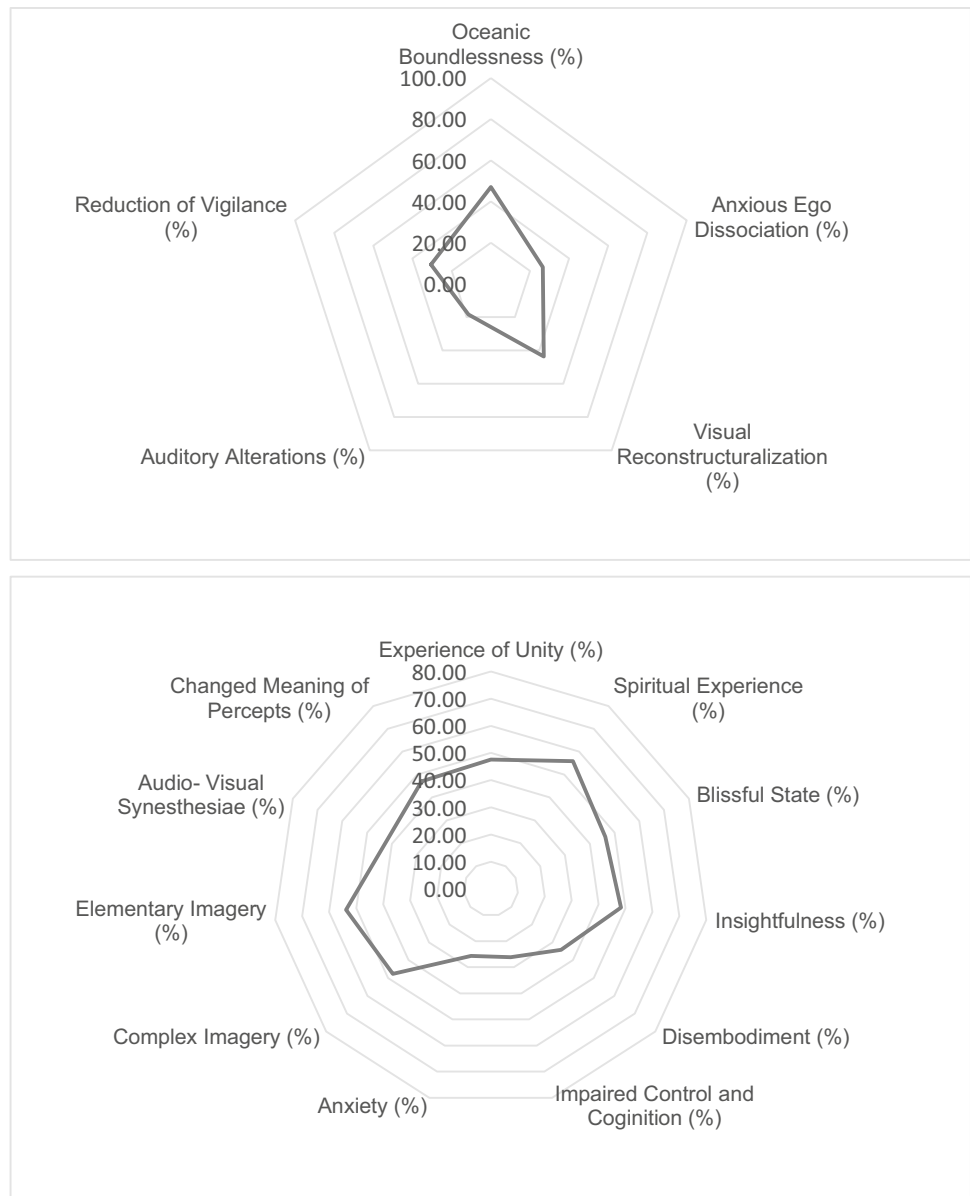 Oceanic
Boundlessness (%)
100.00
80.00
60.00
40.00
20.00
0.00
Reduction of Vigilance
(%)
Anxious Ego
Dissociation (%)
Auditory Alterations (%)
Visual
Reconstructuralization
(%)
Experience of Unity (%)
80.00
70.00
60.00
50.00
40.00
30.00
20.00
10.00
0.00
Changed Meaning of
Percepts (%)
Spiritual Experience
(%)
Audio- Visual
Synesthesiae (%)
Blissful State (%)
Elementary Imagery
(%)
Insightfulness (%)
Complex Imagery (%)
Disembodiment (%)
Anxiety (%)
Impaired Control and
Coginition (%)